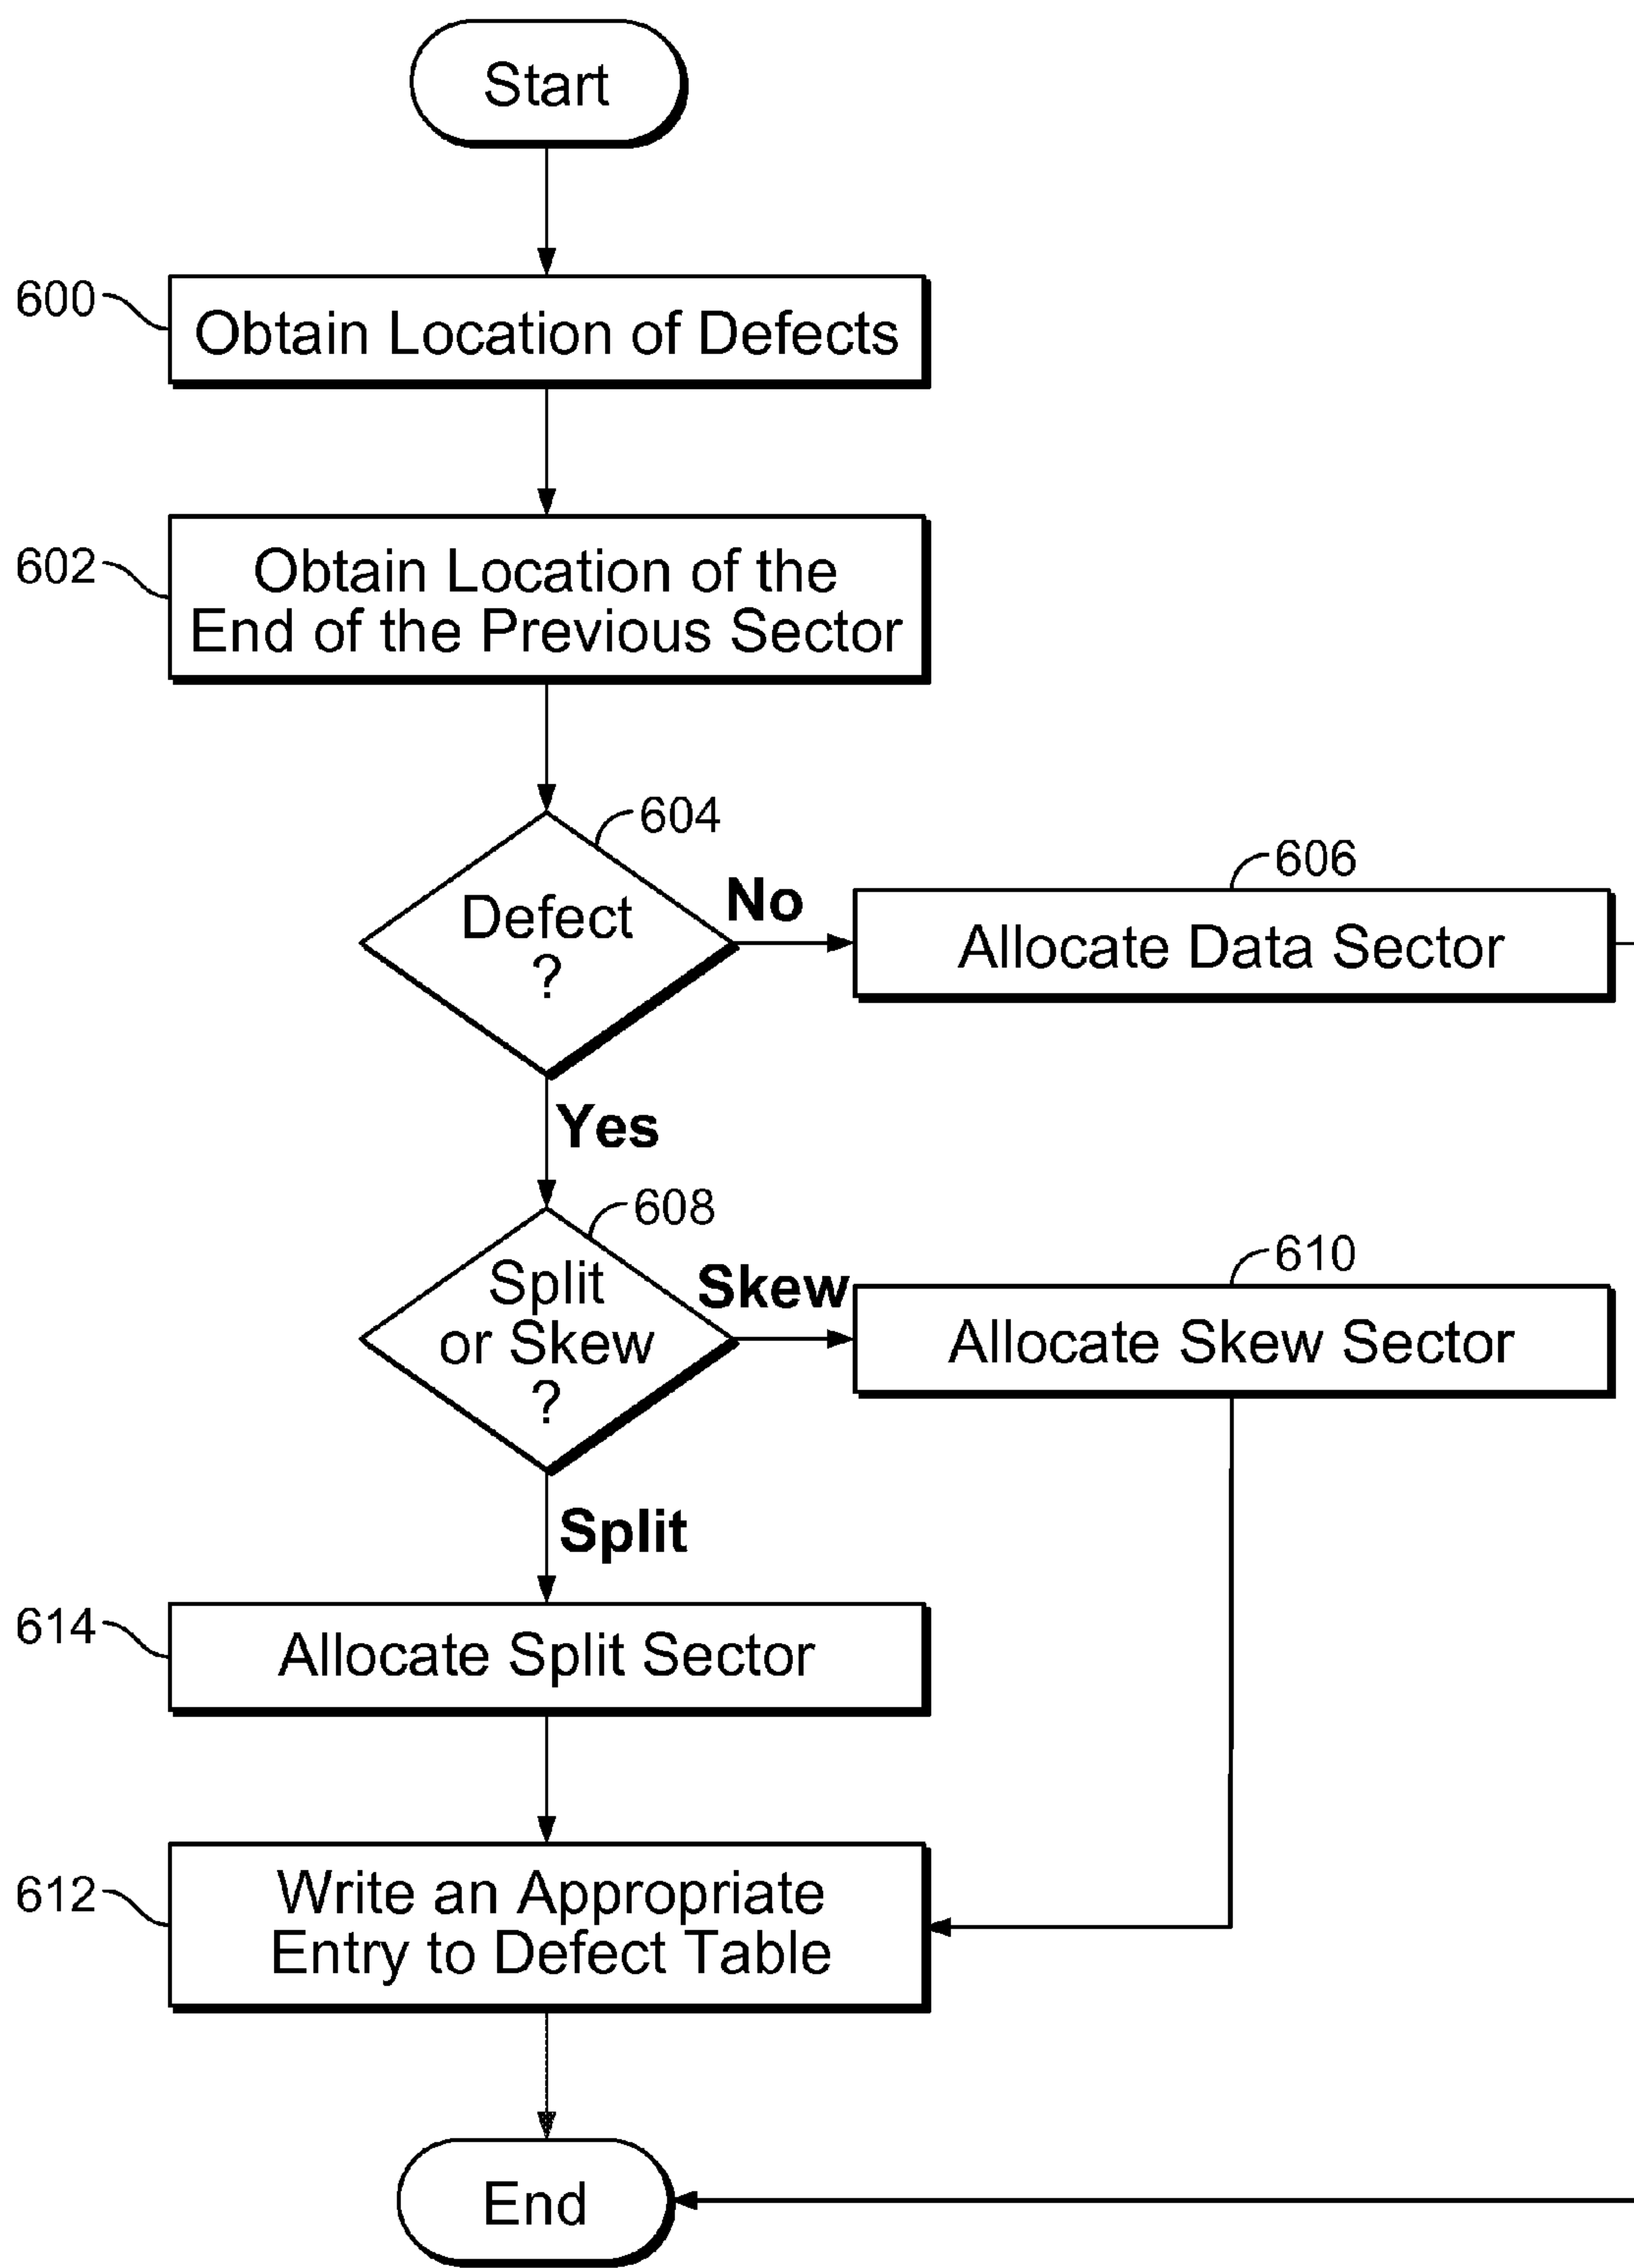 Start
600
Obtain Location of Defects
602
Obtain Location of the
End of the Previous Sector
604
Defect
?
No
606
Allocate Data Sector
Yes
608
Split
or Skew
?
Skew
610
Allocate Skew Sector
Split
614
Allocate Split Sector
612
Write an Appropriate
Entry to Defect Table
End